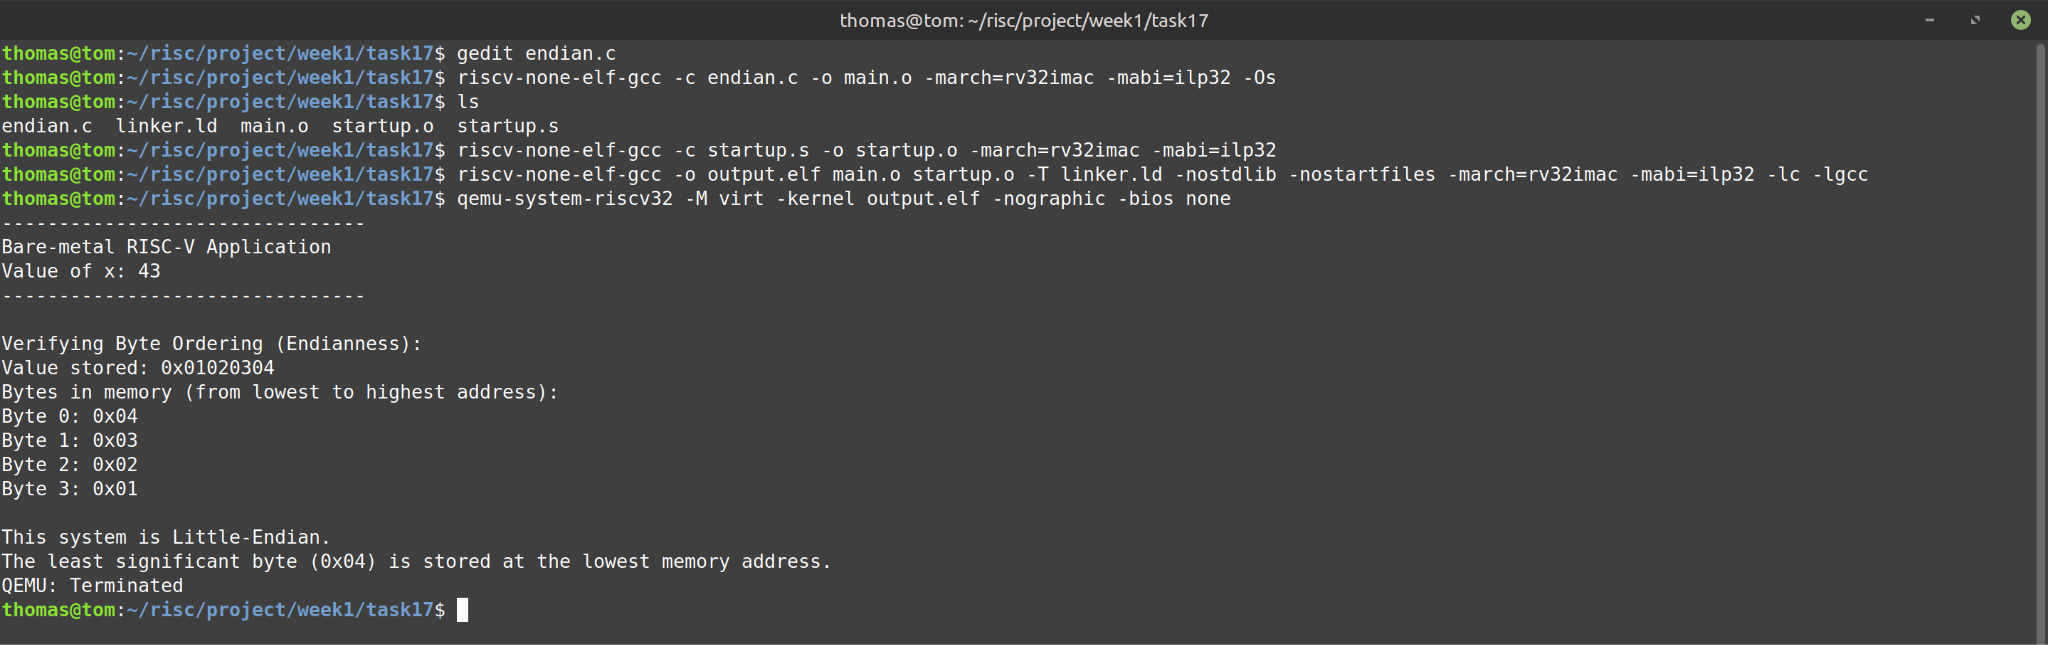 thomas@tom: ~/risc/project/week1/task17
thomas@tom:~/risc/project/week1/task17$ gedit endian.c
thomas@tom:~/risc/project/week1/task17$ riscv-none-elf-gcc -c endian.c -o main.o -march=rv32imac -mabi=ilp32 -Os
thomas@tom:~/risc/project/week1/task17$ ls
endian.c  linker.ld  main.o  startup.o  startup.s
thomas@tom:~/risc/project/week1/task17$ riscv-none-elf-gcc -c startup.s -o startup.o -march=rv32imac -mabi=ilp32
thomas@tom:~/risc/project/week1/task17$ riscv-none-elf-gcc -o output.elf main.o startup.o -T linker.ld -nostdlib -nostartfiles -march=rv32imac -mabi=ilp32 -lc -lgcc
thomas@tom:~/risc/project/week1/task17$ qemu-system-riscv32 -M virt -kernel output.elf -nographic -bios none
--------------------------------
Bare-metal RISC-V Application
Value of x: 43
--------------------------------
Verifying Byte Ordering (Endianness):
Value stored: 0x01020304
Bytes in memory (from lowest to highest address):
Byte 0: 0x04
Byte 1: 0x03
Byte 2: 0x02
Byte 3: 0x01
This system is Little-Endian.
The least significant byte (0x04) is stored at the lowest memory address.
QEMU: Terminated
thomas@tom:~/risc/project/week1/task17$